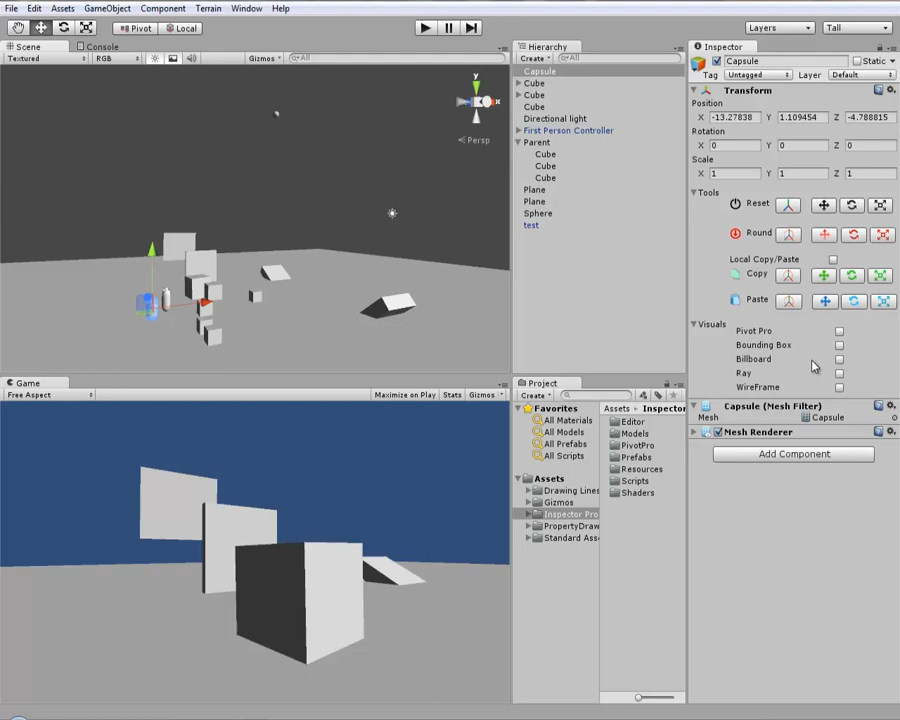 File Edit Assets GameObject Component Terrain Window Help
Pivot Local Layers Tall
Scene Console
Textured RGB Gizmos All
Persp
y
x
Hierarchy
Create All
Capsule
Cube
Cube
Cube
Directional light
First Person Controller
Parent
Cube
Cube
Cube
Plane
Plane
Sphere
test
Inspector
Capsule Static
Tag Untagged Layer Default
Transform
Position
X -13.27838 Y 1.109454 Z -4.788815
Rotation
X 0 Y 0 Z 0
Scale
X 1 Y 1 Z 1
Tools
Reset
Round
Local Copy/Paste
Copy
Paste
Visuals
Pivot Pro
Bounding Box
Billboard
Ray
WireFrame
Capsule (Mesh Filter)
Mesh Capsule
Mesh Renderer
Add Component
Game
Free Aspect Maximize on Play Stats Gizmos
Project
Create
Favorites
All Materials
All Models
All Prefabs
All Scripts
Assets
Drawing Lines
Gizmos
Inspector Pro
PropertyDraw
Standard Asse
Assets Inspector
Editor
Models
PivotPro
Prefabs
Resources
Scripts
Shaders